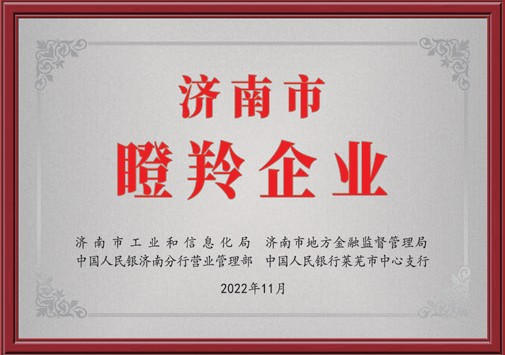 济南市
瞪羚企业
济南市工业和信息化局 济南市地方金融监督管理局
中国人民银济南分行营业管理部 中国人民银行莱芜市中心支行
2022年11月